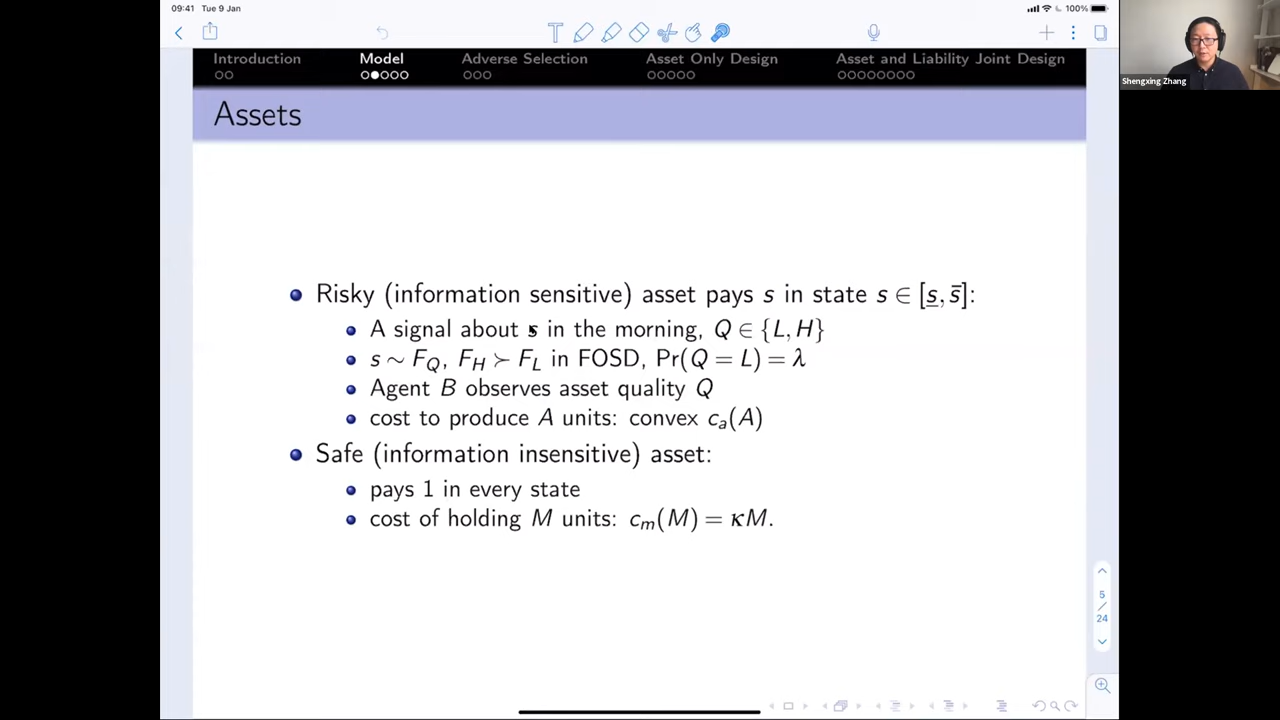 09:41 Tue 9 Jan
100%
Introduction
Model
Adverse Selection
Asset Only Design
Asset and Liability Joint Design
Shengxing Zhang
Assets
Risky (information sensitive) asset pays s in state s ∈ [s̲, s̄]:
A signal about s in the morning, Q ∈ {L, H}
s ∼ F_Q, F_H ≻ F_L in FOSD, Pr(Q = L) = λ
Agent B observes asset quality Q
cost to produce A units: convex c_a(A)
Safe (information insensitive) asset:
pays 1 in every state
cost of holding M units: c_m(M) = κM.
5
/
24